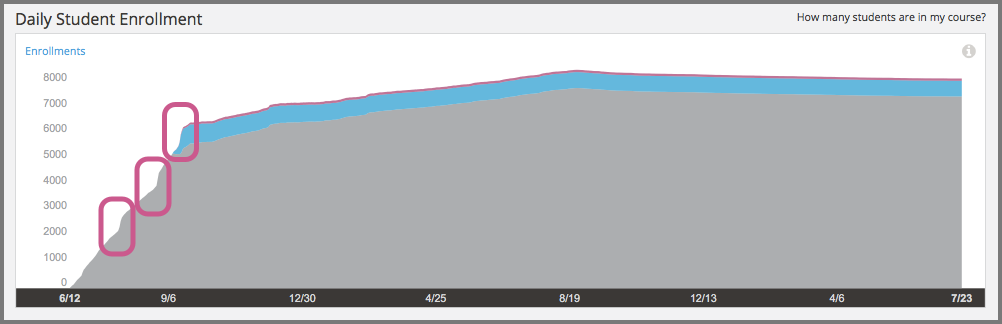 Daily Student Enrollment
How many students are in my course?
Enrollments
8000
7000
6000
5000
4000
3000
2000
1000
0
6/12 9/6 12/30 4/25 8/19 12/13 4/6 7/23